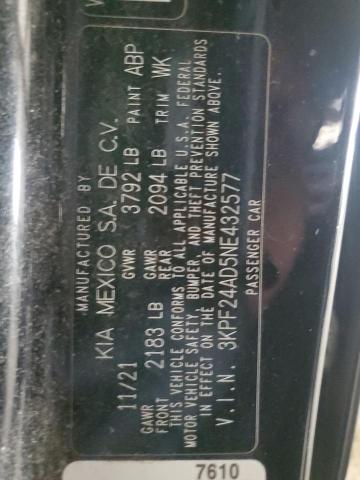 MANUFACTURED BY
KIA MEXICO S.A. DE C.V.
11/21 GVWR 3792 LB PAINT ABP
GAWR FRONT 2183 LB GAWR REAR 2094 LB TRIM WK
THIS VEHICLE CONFORMS TO ALL APPLICABLE U.S.A. FEDERAL
MOTOR VEHICLE SAFETY, BUMPER, AND THEFT PREVENTION STANDARDS
IN EFFECT ON THE DATE OF MANUFACTURE SHOWN ABOVE.
V.I.N. 3KPF24AD5NE432577
PASSENGER CAR
7610